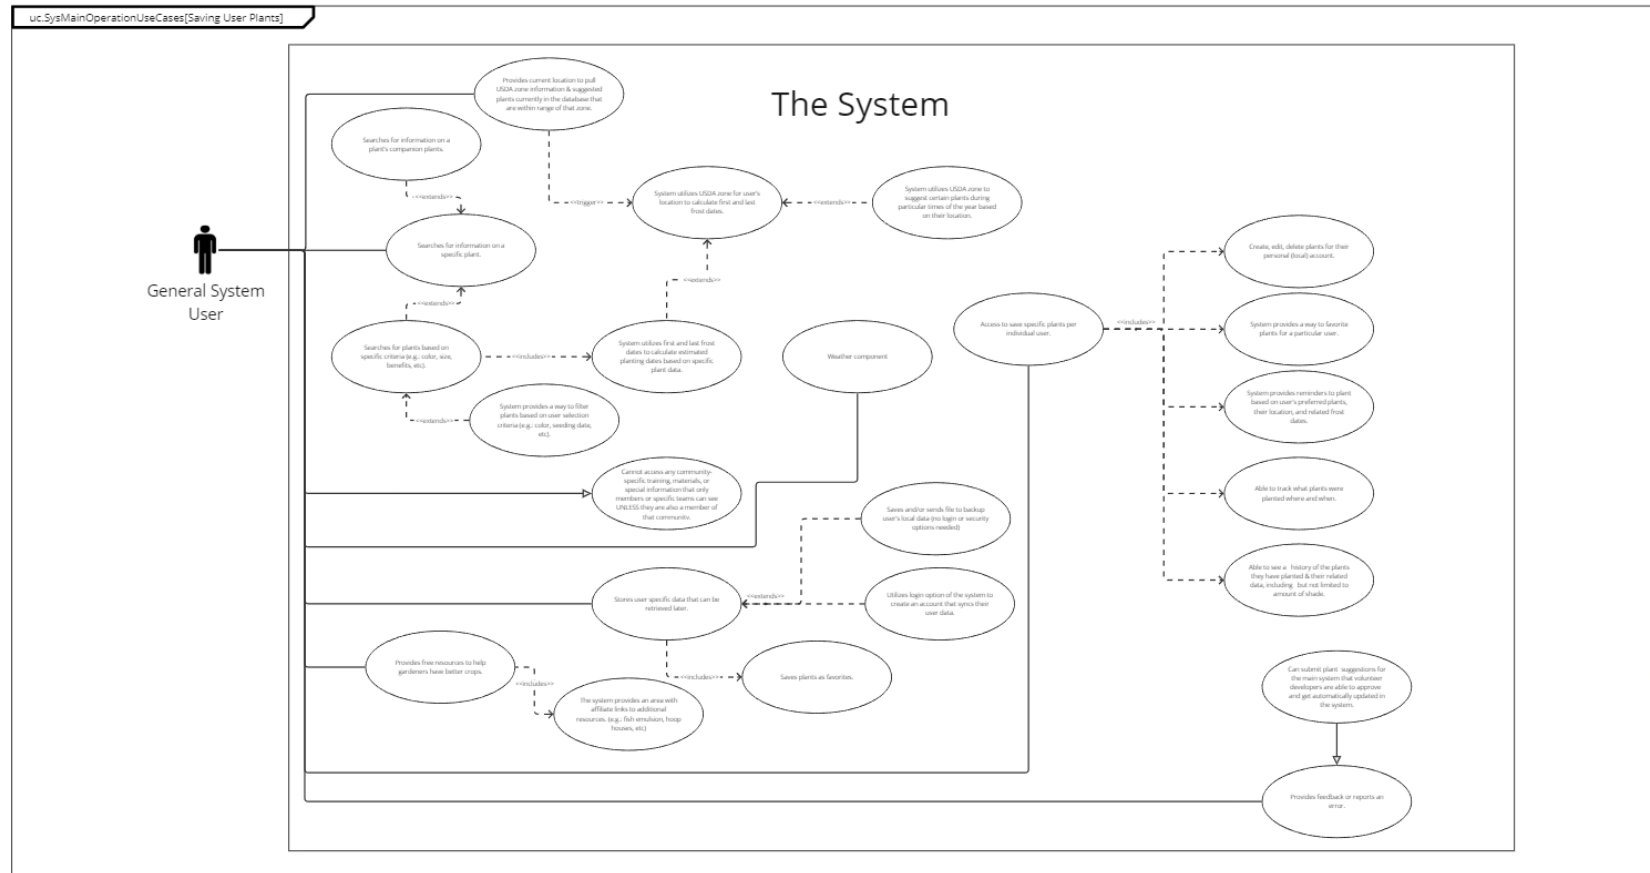 uc.SysMainOperationUseCases[Saving User Plants]
The System
Provides current location to pull
USDA zone information & suggested
plants currently in the database that
are within range of that zone.
Searches for information on a
plant's companion plants.
<<extends>>
<<trigger>>
System utilizes USDA zone for user's
location to calculate first and last
frost dates.
<<extends>>
System utilizes USDA zone to
suggest certain plants during
particular times of the year based
on their location.
Searches for information on a
specific plant.
General System
User
<<extends>>
<<extends>>
Searches for plants based on
specific criteria (e.g.: color, size,
benefits, etc).
<<includes>>
System utilizes first and last frost
dates to calculate estimated
planting dates based on specific
plant data.
Weather component
Access to save specific plants per
individual user.
<<includes>>
Create, edit, delete plants for their
personal (local) account.
System provides a way to favorite
plants for a particular user.
System provides reminders to plant
based on user's preferred plants,
their location, and related frost
dates.
Able to track what plants were
planted where and when.
Able to see a history of the plants
they have planted & their related
data, including but not limited to
amount of shade.
<<extends>>
System provides a way to filter
plants based on user selection
criteria (e.g.: color, seeding date,
etc).
Cannot access any community-
specific training, materials, or
special information that only
members or specific teams can see
UNLESS they are also a member of
that community.
Saves and/or sends file to backup
user's local data (no login or security
options needed)
Stores user specific data that can be
retrieved later.
<<extends>>
Utilizes login option of the system to
create an account that syncs their
user data.
Provides free resources to help
gardeners have better crops.
<<includes>>
The system provides an area with
affiliate links to additional
resources. (e.g.: fish emulsion, hoop
houses, etc)
<<includes>>
Saves plants as favorites.
Can submit plant suggestions for
the main system that volunteer
developers are able to approve
and get automatically updated in
the system.
Provides feedback or reports an
error.